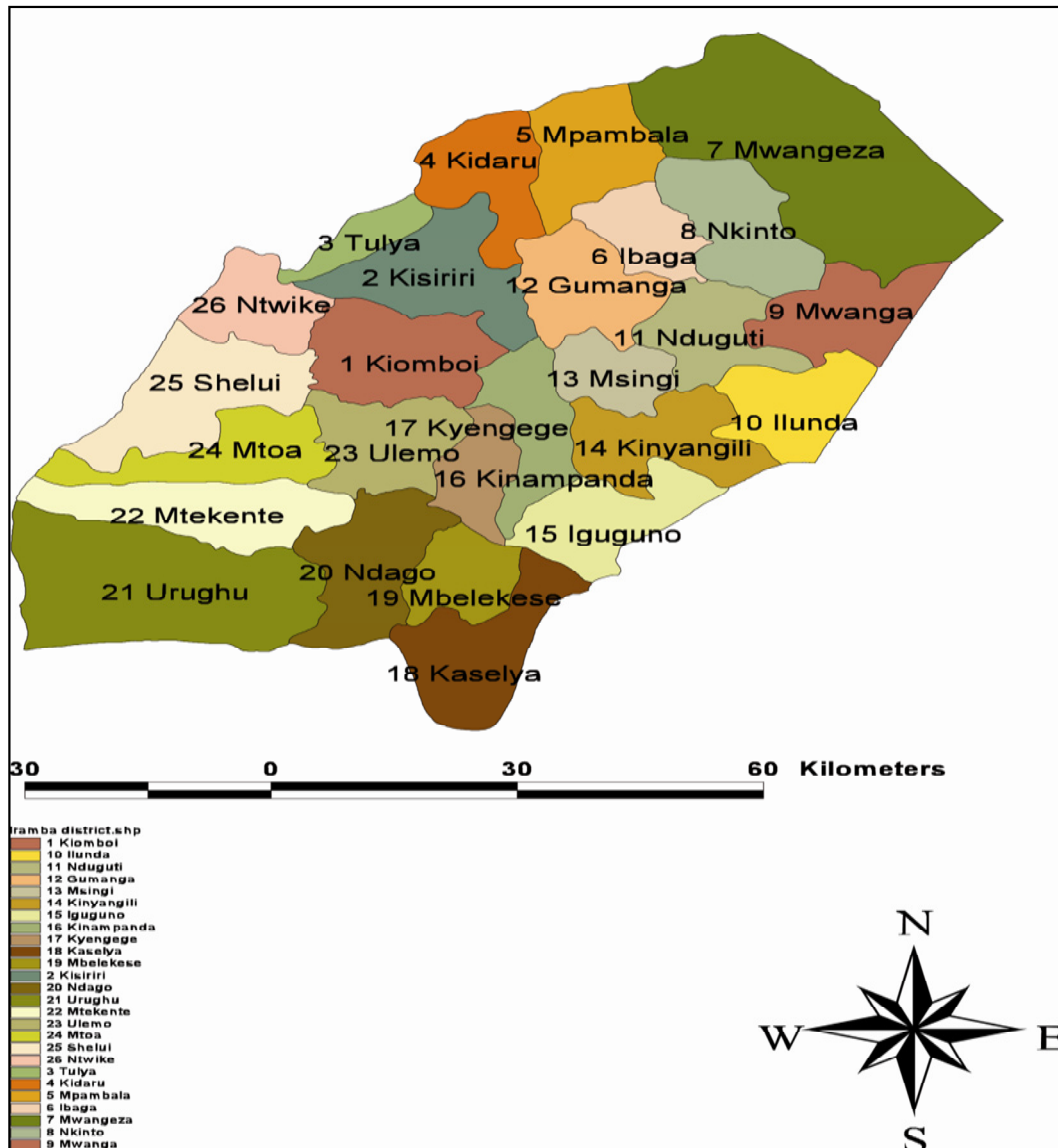 5 Mpambala
4 Kidaru
7 Mwangeza
3 Tulya
8 Nkinto
6 Ibaga
2 Kisiriri
12 Gumanga
26 Ntwike
9 Mwanga
11 Nduguti
1 Kiomboi
25 Shelui
13 Msingi
10 Ilunda
17 Kyengege
24 Mtoa
23 Ulemo
14 Kinyangili
16 Kinampanda
22 Mtekente
15 Iguguno
20 Ndago
21 Urughu
19 Mbelekese
18 Kaselya
30 0 30 60 Kilometers
Iramba district.shp
1 Kiomboi
10 Ilunda
11 Nduguti
12 Gumanga
13 Msingi
14 Kinyangili
15 Iguguno
16 Kinampanda
17 Kyengege
18 Kaselya
19 Mbelekese
2 Kisiriri
20 Ndago
21 Urughu
22 Mtekente
23 Ulemo
24 Mtoa
25 Shelui
26 Ntwike
3 Tulya
4 Kidaru
5 Mpambala
6 Ibaga
7 Mwangeza
8 Nkinto
9 Mwanga
N
W E
S